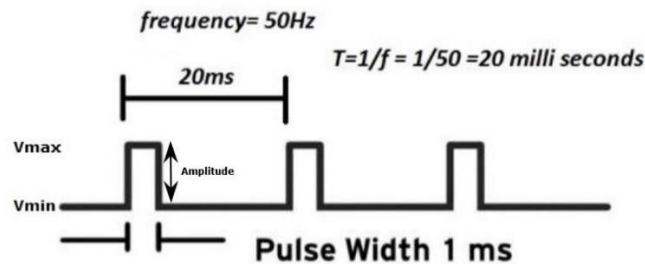 frequency= 50Hz
T=1/f = 1/50 =20 milli seconds
20ms
Vmax
Amplitude
Vmin
Pulse Width 1 ms